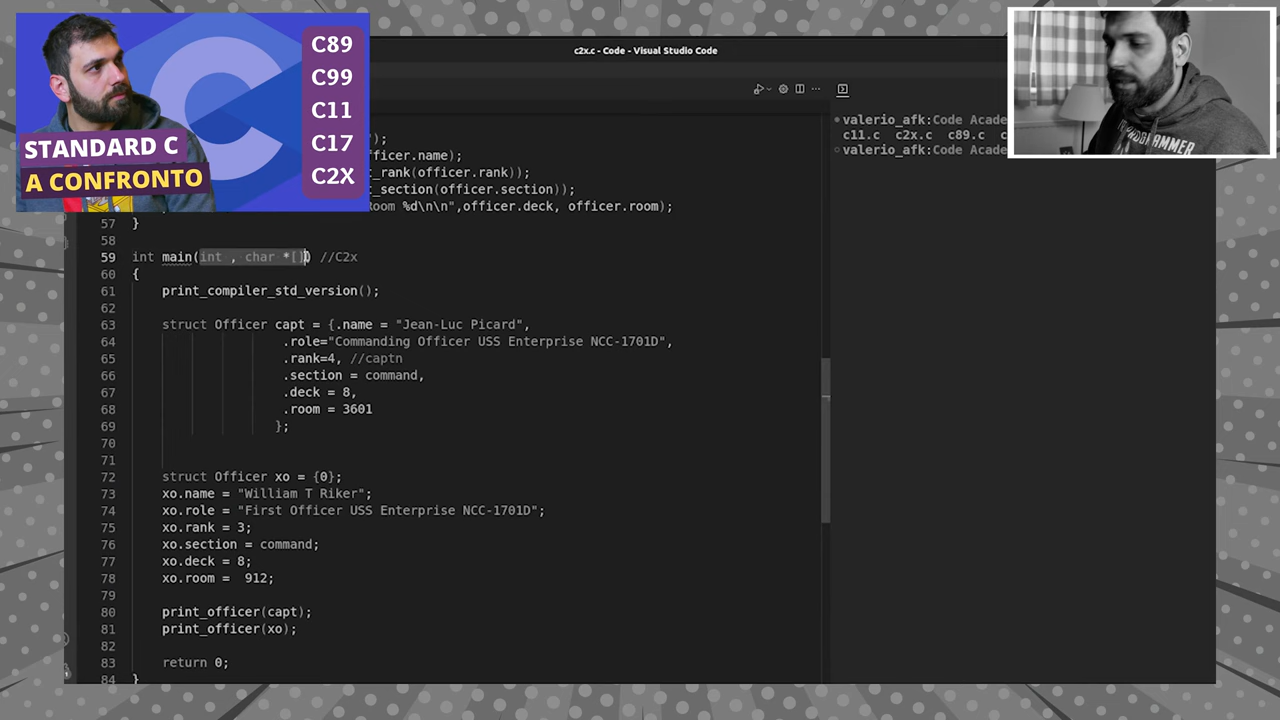 STANDARD C
A CONFRONTO
C89
C99
C11
C17
C2X
c2x.c - Code - Visual Studio Code
valerio_afk:Code Acade
c11.c c2x.c c89.c c
valerio_afk:Code Acade
);
fficer.name);
t_rank(officer.rank));
t_section(officer.section));
Room %d\n\n",officer.deck, officer.room);
57 }
58
59 int main(int , char *[]) //C2x
60 {
61 print_compiler_std_version();
62
63 struct Officer capt = {.name = "Jean-Luc Picard",
64 .role="Commanding Officer USS Enterprise NCC-1701D",
65 .rank=4, //captn
66 .section = command,
67 .deck = 8,
68 .room = 3601
69 };
70
71
72 struct Officer xo = {0};
73 xo.name = "William T Riker";
74 xo.role = "First Officer USS Enterprise NCC-1701D";
75 xo.rank = 3;
76 xo.section = command;
77 xo.deck = 8;
78 xo.room = 912;
79
80 print_officer(capt);
81 print_officer(xo);
82
83 return 0;
84 }